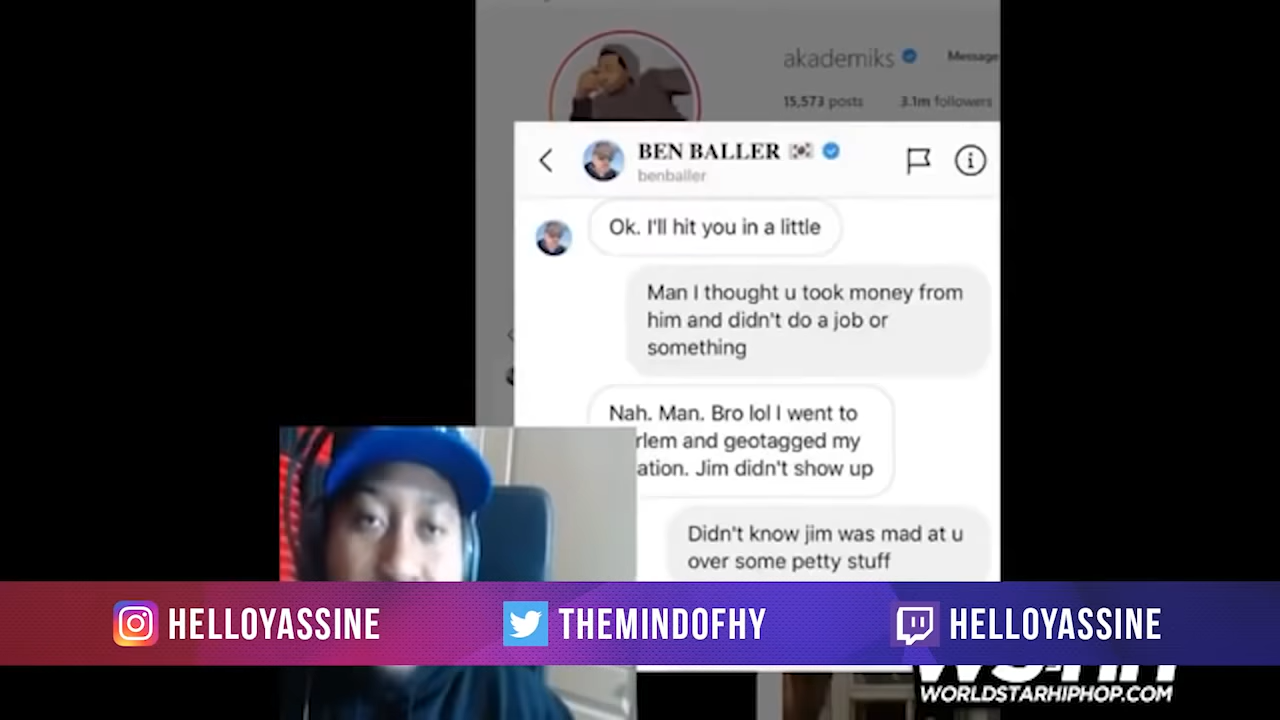 akademiks Message
15,573 posts 3.1m followers
BEN BALLER
benballer
Ok. I'll hit you in a little
Man I thought u took money from
him and didn't do a job or
something
Nah. Man. Bro lol I went to
rlem and geotagged my
ation. Jim didn't show up
Didn't know jim was mad at u
over some petty stuff
HELLOYASSINE THEMINDOFHY HELLOYASSINE
WORLDSTARHIPHOP.COM